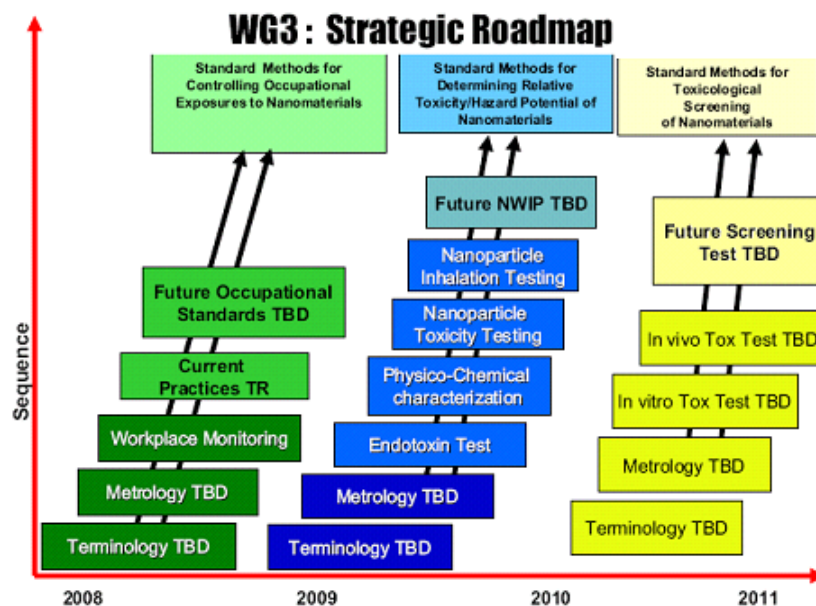 WG3 : Strategic Roadmap
Standard Methods for
Controlling Occupational
Exposures to Nanomaterials
Future Occupational
Standards TBD
Current
Practices TR
Workplace Monitoring
Metrology TBD
Terminology TBD
Standard Methods for
Determining Relative
Toxicity/Hazard Potential of
Nanomaterials
Future NWIP TBD
Nanoparticle
Inhalation Testing
Nanoparticle
Toxicity Testing
Physico-Chemical
characterization
Endotoxin Test
Metrology TBD
Terminology TBD
Standard Methods for
Toxicological
Screening
of Nanomaterials
Future Screening
Test TBD
In vivo Tox Test TBD
In vitro Tox Test TBD
Metrology TBD
Terminology TBD
Sequence
2008
2009
2010
2011